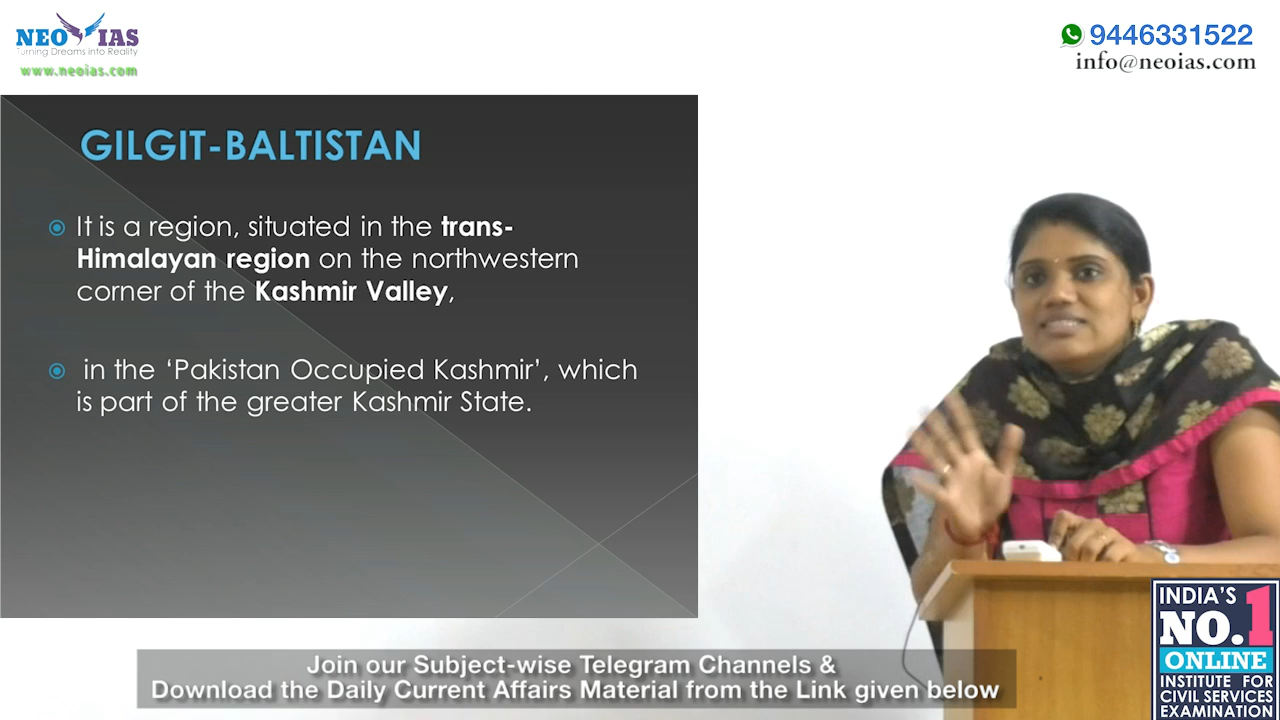 NEO IAS
Turning Dreams into Reality
www.neoias.com
9446331522
info@neoias.com
GILGIT-BALTISTAN
It is a region, situated in the trans-
Himalayan region on the northwestern
corner of the Kashmir Valley,
in the ‘Pakistan Occupied Kashmir’, which
is part of the greater Kashmir State.
Join our Subject-wise Telegram Channels &
Download the Daily Current Affairs Material from the Link given below
INDIA'S
NO.1
ONLINE
INSTITUTE FOR
CIVIL SERVICES
EXAMINATION